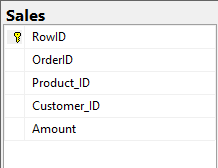 Sales
RowID
OrderID
Product_ID
Customer_ID
Amount